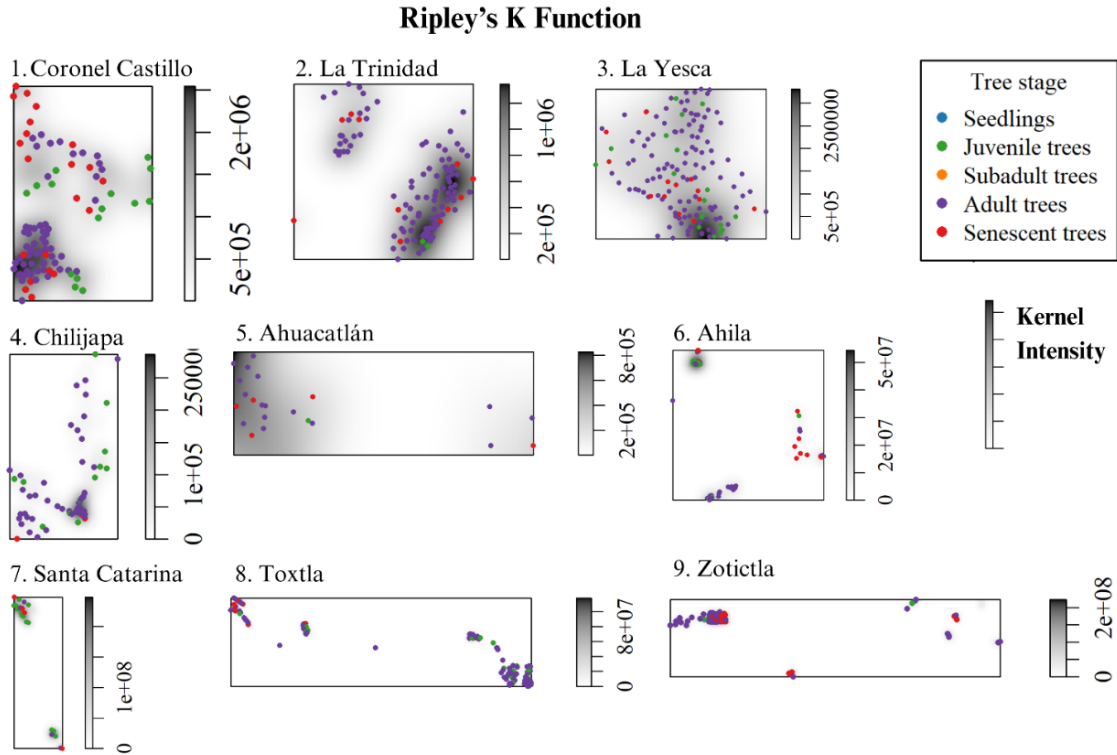 Ripley's K Function
1. Coronel Castillo
2. La Trinidad
3. La Yesca
Tree stage
Seedlings
Juvenile trees
Subadult trees
Adult trees
Senescent trees
5e+05
2e+06
2e+05
1e+06
5e+05
2500000
Kernel
Intensity
4. Chilijapa
5. Ahuacatlán
6. Ahila
0
1e+05
25000
2e+05
8e+05
0
2e+07
5e+07
7. Santa Catarina
8. Toxtla
9. Zotictla
0
1e+08
0
8e+07
0
2e+08